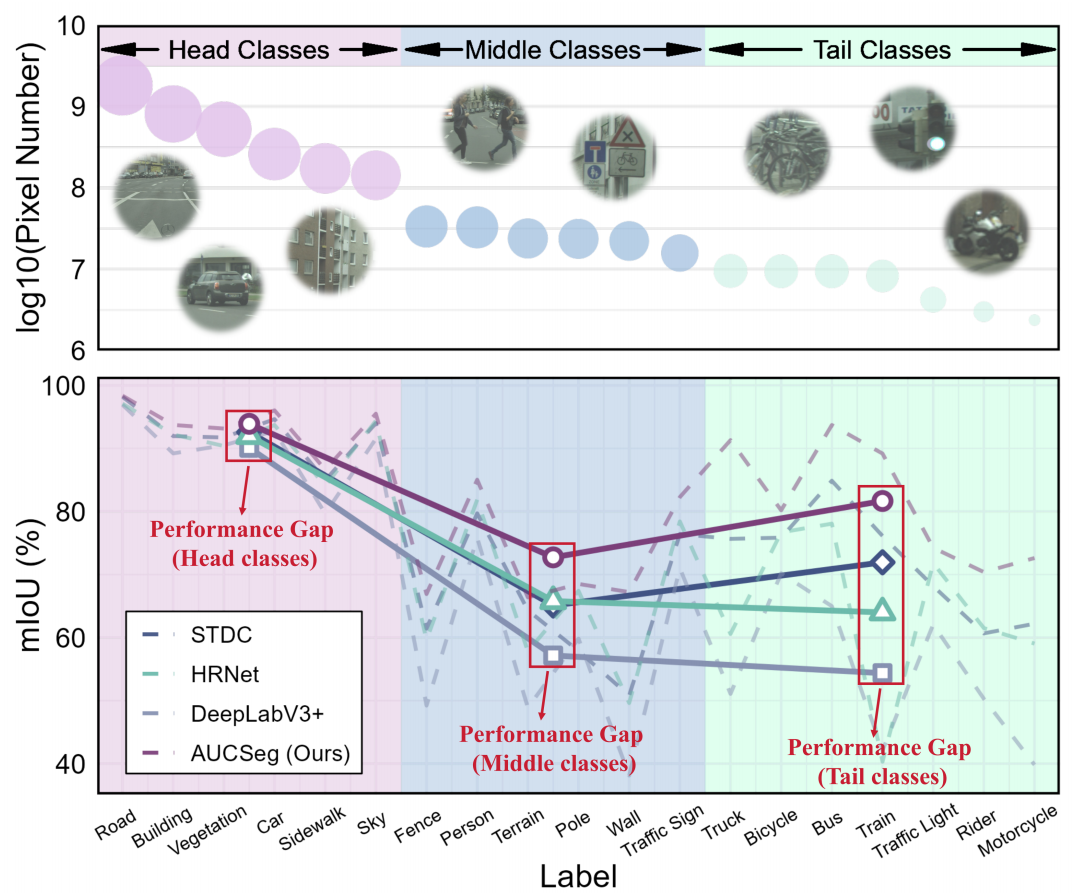 10
Head Classes
Middle Classes
Tail Classes
log10(Pixel Number)
9
8
7
6
TAT
100
mIoU (%)
80
60
40
Performance Gap
(Head classes)
Performance Gap
(Middle classes)
Performance Gap
(Tail classes)
STDC
HRNet
DeepLabV3+
AUCSeg (Ours)
Road
Building
Vegetation
Car
Sidewalk
Sky
Fence
Person
Terrain
Pole
Wall
Traffic Sign
Truck
Bicycle
Bus
Train
Traffic Light
Rider
Motorcycle
Label